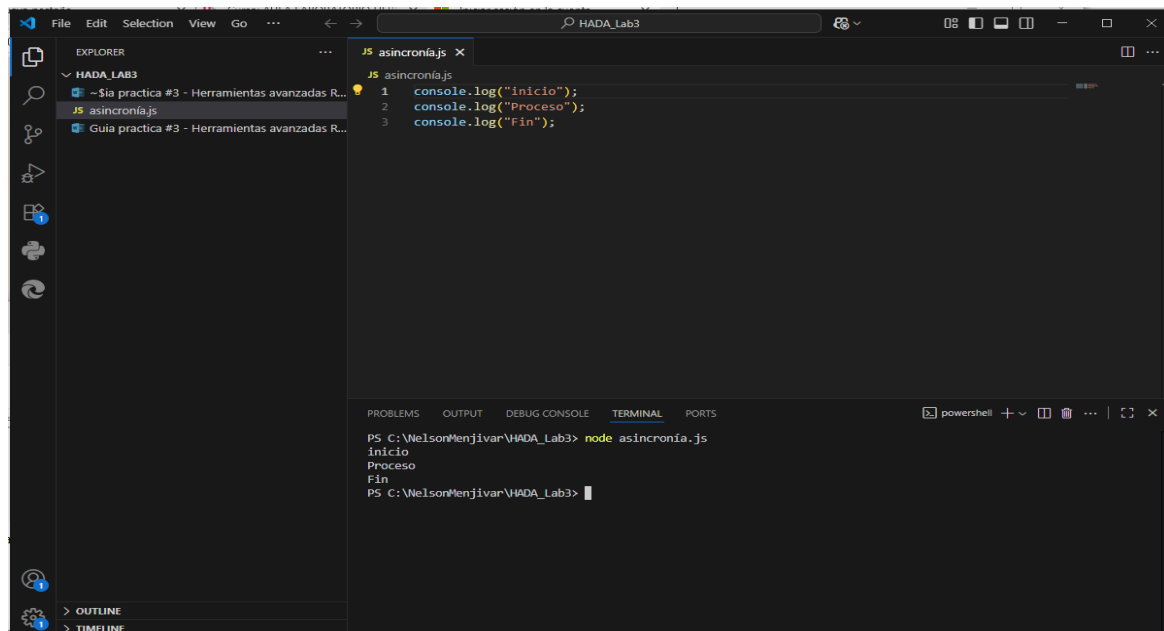 File Edit Selection View Go ··· HADA_Lab3
EXPLORER ···
HADA_LAB3
~$ia practica #3 - Herramientas avanzadas R...
JS asincronía.js
Guia practica #3 - Herramientas avanzadas R...
1
1
1
JS asincronía.js
JS asincronía.js
1 console.log("inicio");
2 console.log("Proceso");
3 console.log("Fin");
PROBLEMS OUTPUT DEBUG CONSOLE TERMINAL PORTS powershell
PS C:\NelsonMenjivar\HADA_Lab3> node asincronía.js
inicio
Proceso
Fin
PS C:\NelsonMenjivar\HADA_Lab3>
OUTLINE
TIMELINE